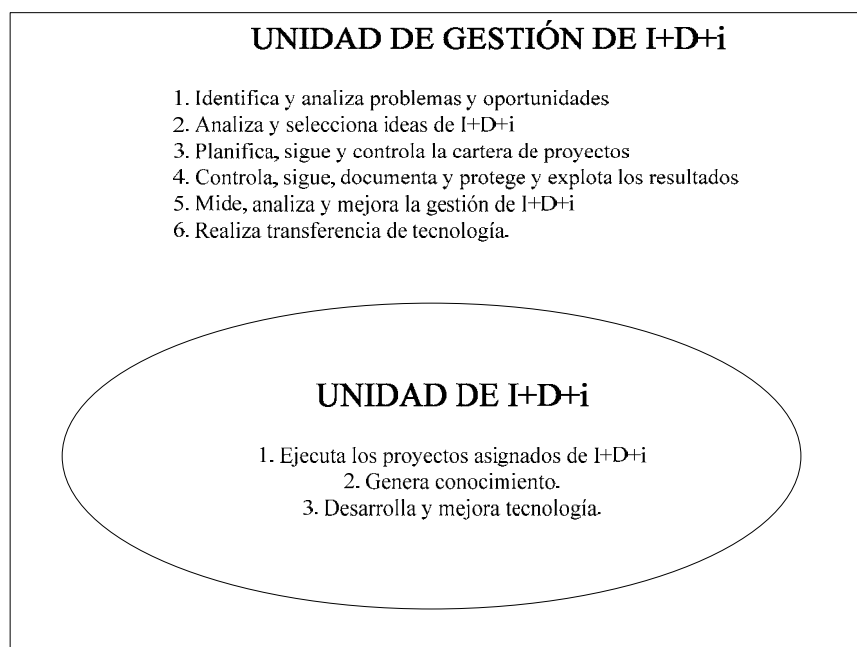 UNIDAD DE GESTIÓN DE I+D+i
1. Identifica y analiza problemas y oportunidades
2. Analiza y selecciona ideas de I+D+i
3. Planifica, sigue y controla la cartera de proyectos
4. Controla, sigue, documenta y protege y explota los resultados
5. Mide, analiza y mejora la gestión de I+D+i
6. Realiza transferencia de tecnología.
UNIDAD DE I+D+i
1. Ejecuta los proyectos asignados de I+D+i
2. Genera conocimiento.
3. Desarrolla y mejora tecnología.